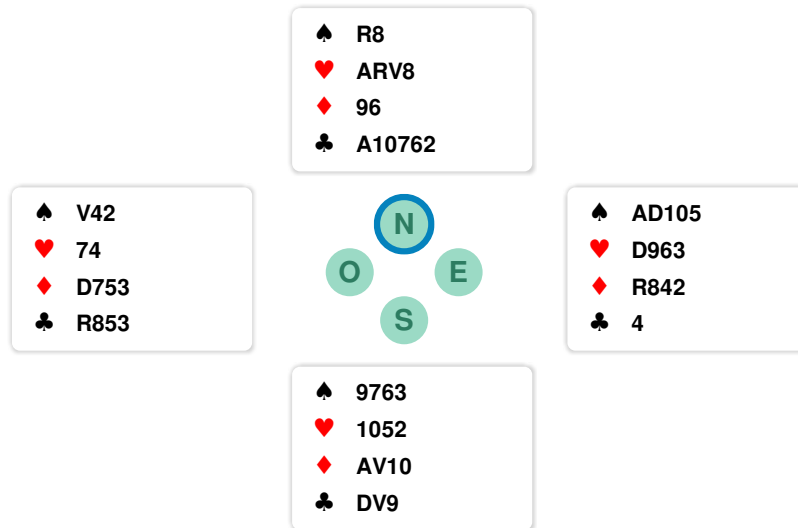 ♠ R8
♥ ARV8
♦ 96
♣ A10762
♠ V42
♥ 74
♦ D753
♣ R853
N
O E
S
♠ AD105
♥ D963
♦ R842
♣ 4
♠ 9763
♥ 1052
♦ AV10
♣ DV9